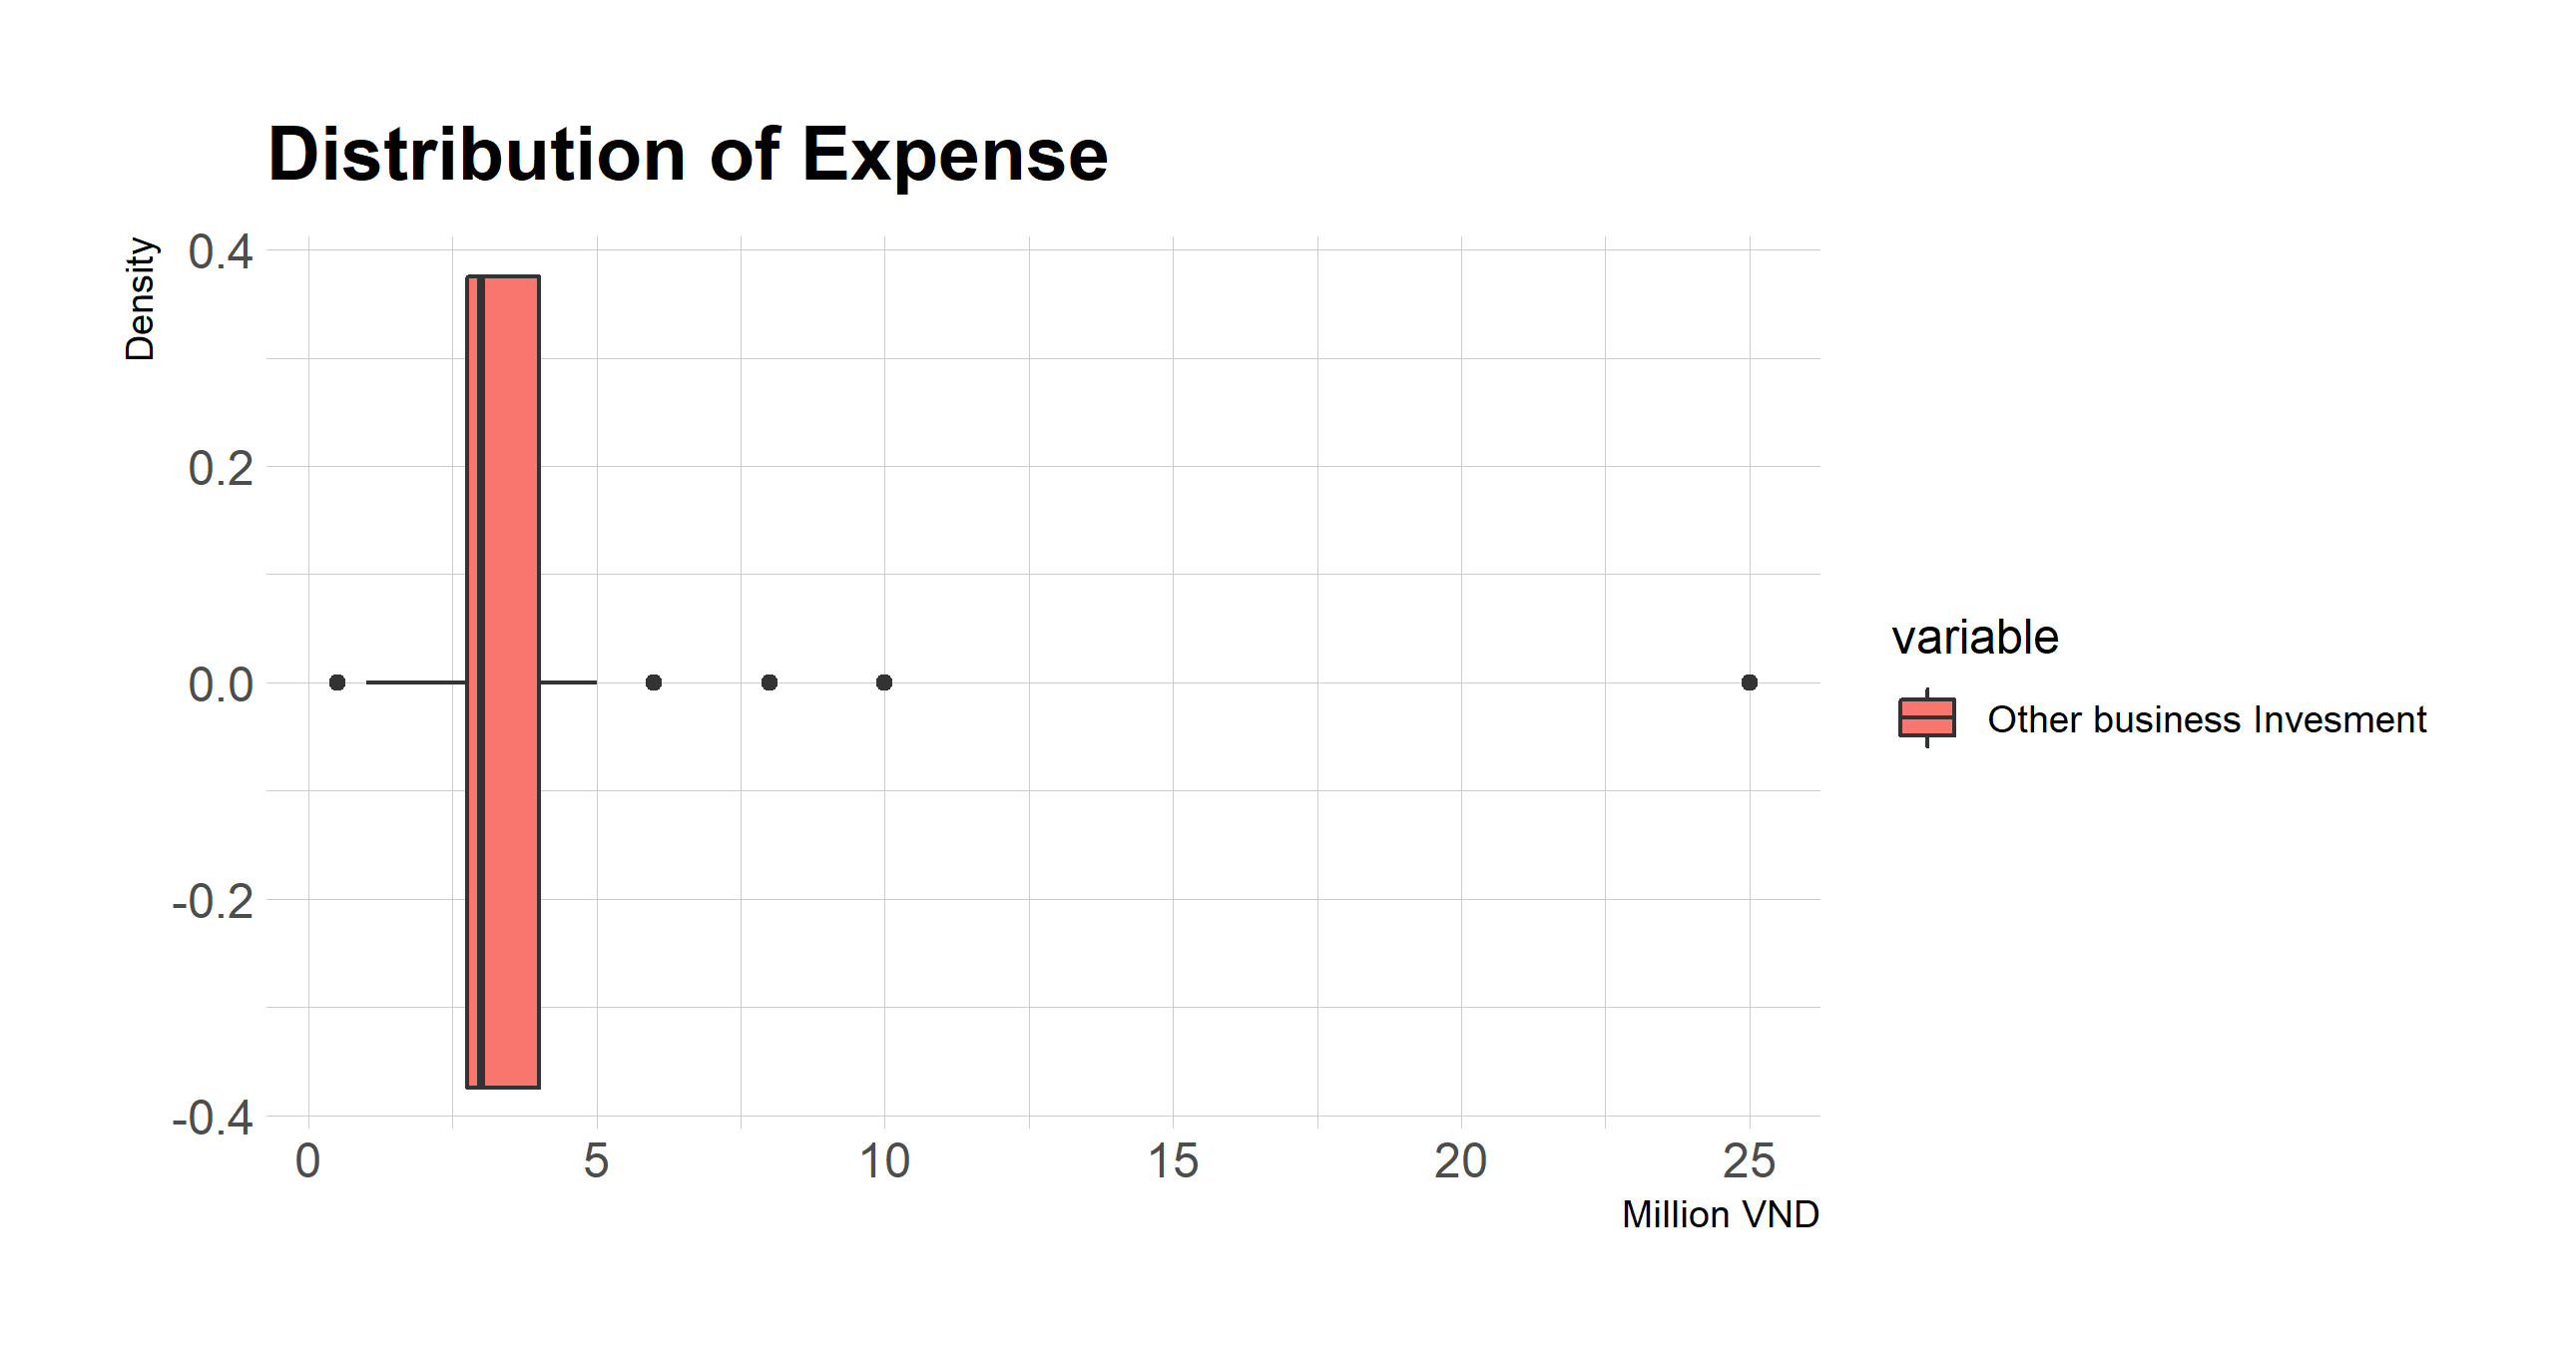 Distribution of Expense
Density
0.4
0.2
0.0
-0.2
-0.4
0 5 10 15 20 25
Million VND
variable
Other business Invesment